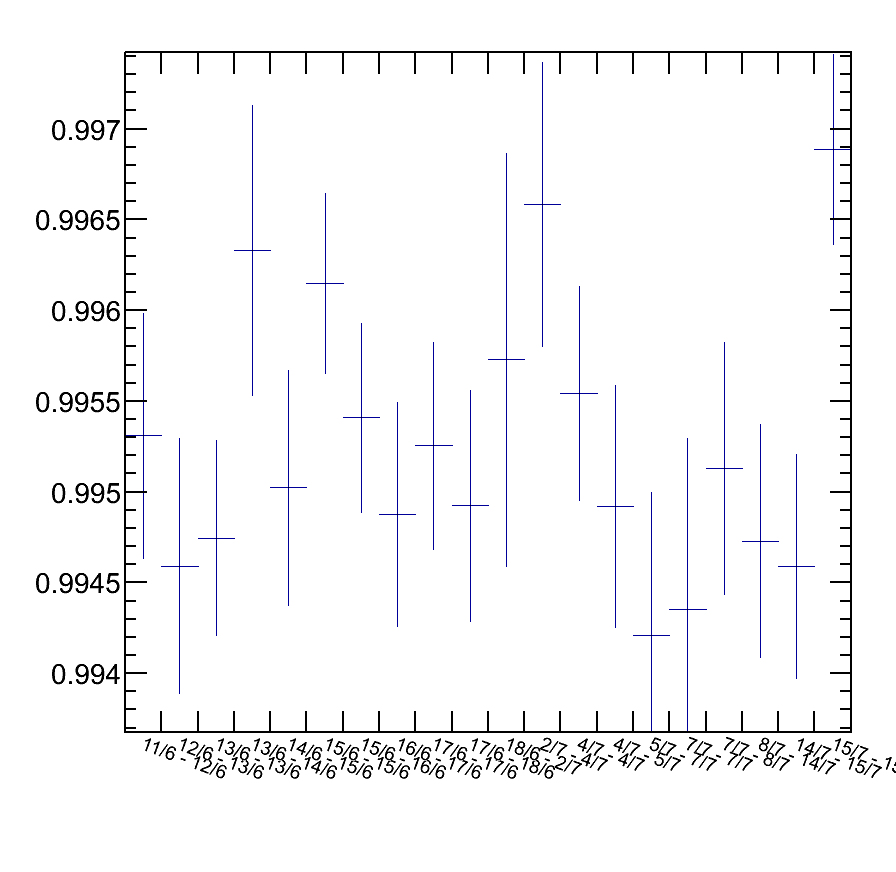 0.997
0.9965
0.996
0.9955
0.995
0.9945
0.994
11/6 - 12/6
12/6 - 13/6
13/6 - 13/6
13/6 - 14/6
14/6 - 15/6
15/6 - 15/6
15/6 - 16/6
16/6 - 17/6
17/6 - 17/6
17/6 - 18/6
18/6 - 2/7
2/7 - 4/7
4/7 - 4/7
4/7 - 5/7
5/7 - 7/7
7/7 - 7/7
7/7 - 8/7
8/7 - 14/7
14/7 - 15/7
15/7 - 15